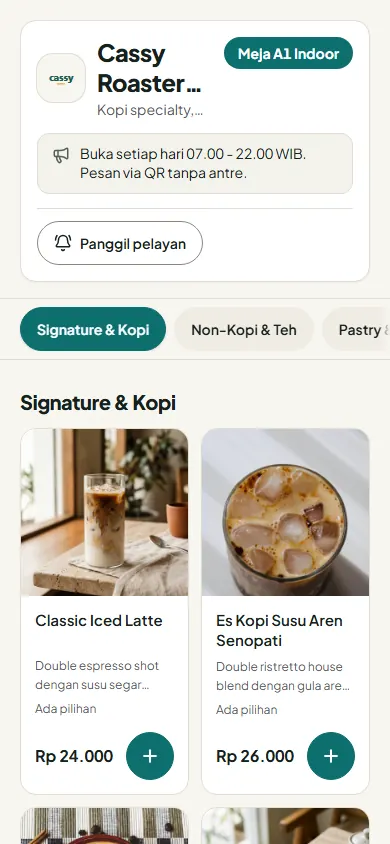 cassy
Cassy
Roaster...
Meja A1 Indoor
Kopi specialty,...
Buka setiap hari 07.00 - 22.00 WIB.
Pesan via QR tanpa antre.
Panggil pelayan
Signature & Kopi
Non-Kopi & Teh
Pastry &
Signature & Kopi
Classic Iced Latte
Double espresso shot
dengan susu segar...
Ada pilihan
Rp 24.000
Es Kopi Susu Aren
Senopati
Double ristretto house
blend dengan gula are...
Ada pilihan
Rp 26.000